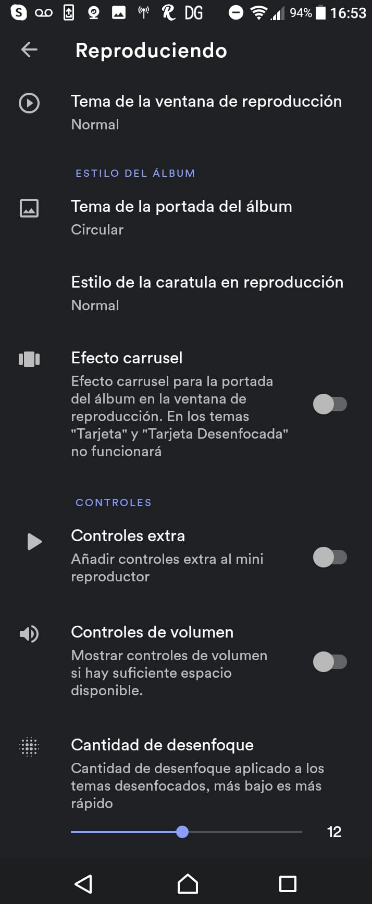 S DG 94% 16:53
Reproduciendo
Tema de la ventana de reproducción
Normal
ESTILO DEL ÁLBUM
Tema de la portada del álbum
Circular
Estilo de la caratula en reproducción
Normal
Efecto carrusel
Efecto carrusel para la portada
del álbum en la ventana de
reproducción. En los temas
"Tarjeta" y "Tarjeta Desenfocada"
no funcionará
CONTROLES
Controles extra
Añadir controles extra al mini
reproductor
Controles de volumen
Mostrar controles de volumen
si hay suficiente espacio
disponible.
Cantidad de desenfoque
Cantidad de desenfoque aplicado a los
temas desenfocados, más bajo es más
rápido
12